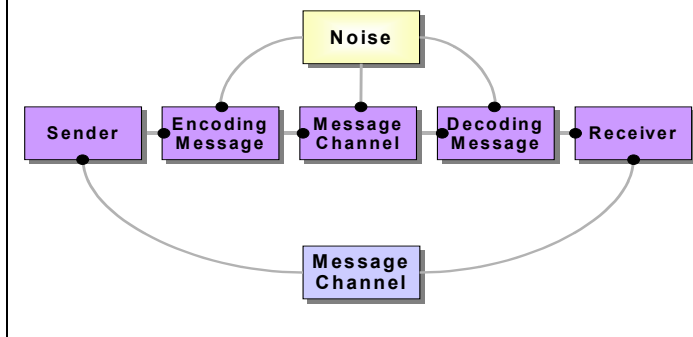 Noise
Sender
Encoding
Message
Message
Channel
Decoding
Message
Receiver
Message
Channel